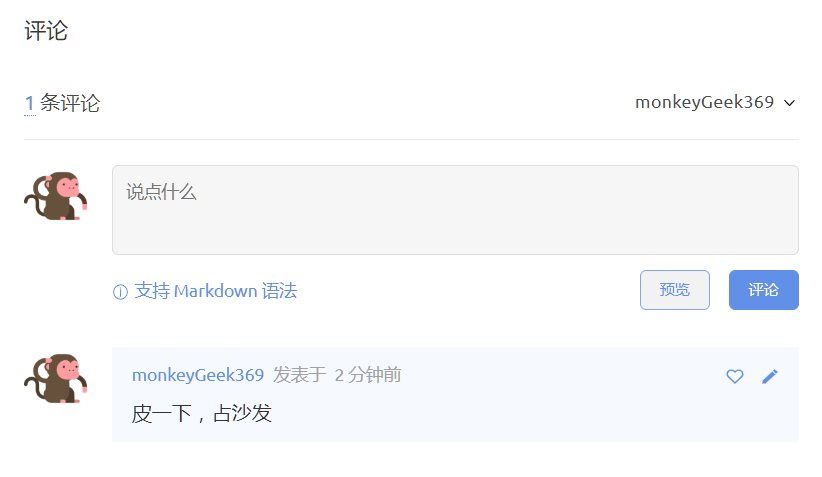 评论
1 条评论
monkeyGeek369
说点什么
支持 Markdown 语法
预览
评论
monkeyGeek369 发表于 2 分钟前
皮一下，占沙发